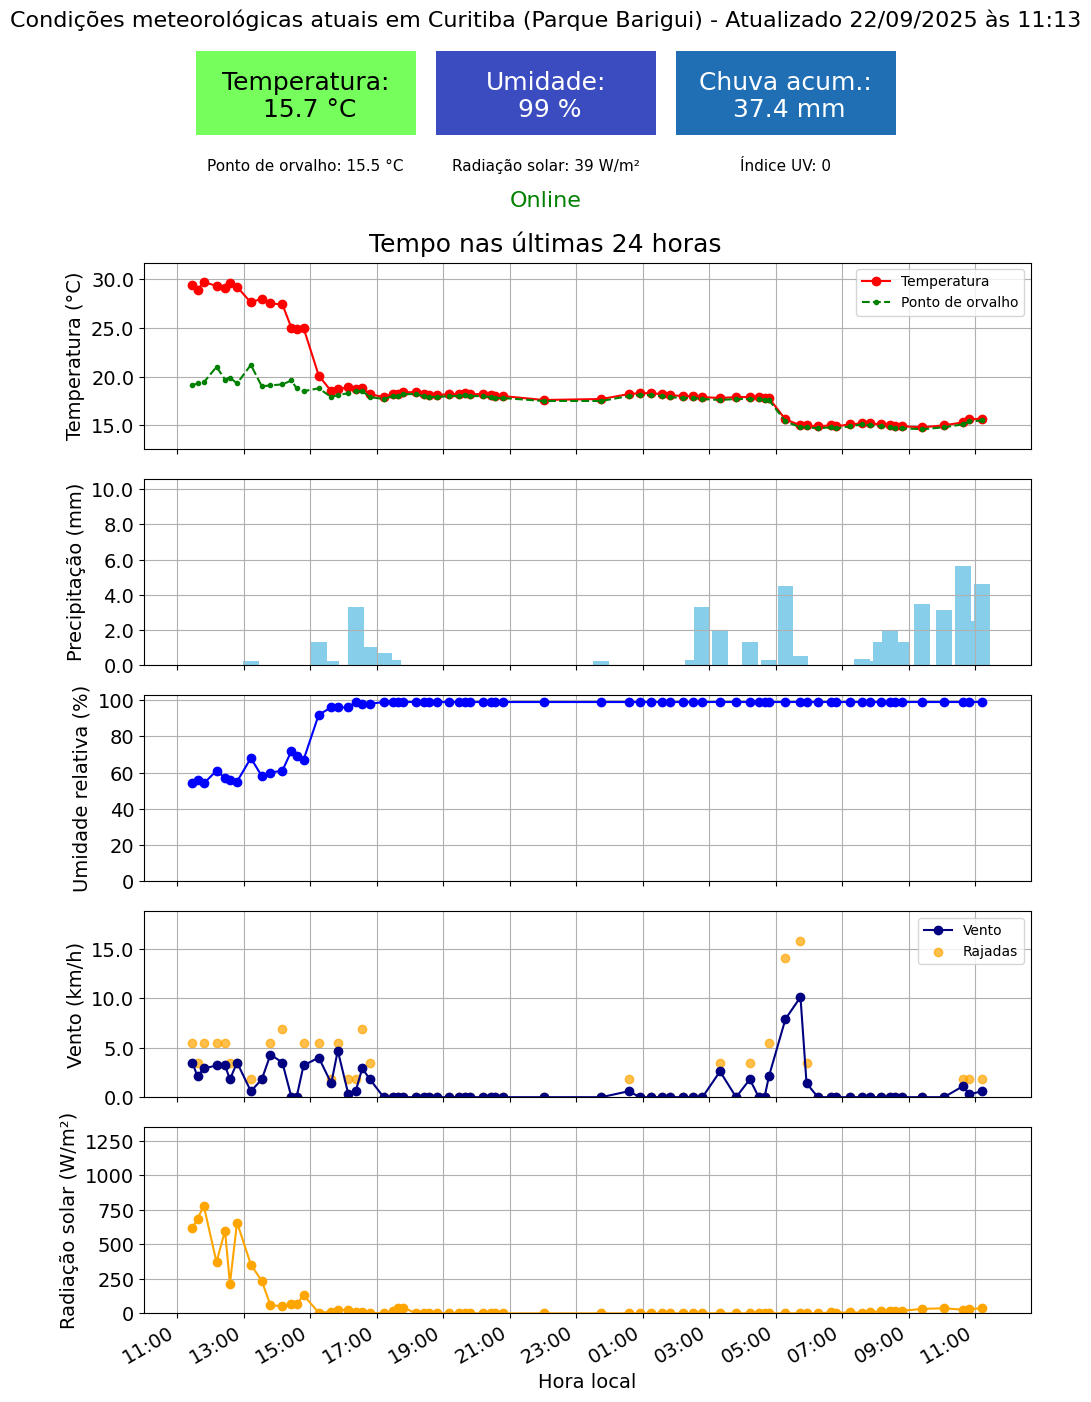 Condições meteorológicas atuais em Curitiba (Parque Barigui) - Atualizado 22/09/2025 às 11:13
Temperatura:
15.7 °C
Umidade:
99 %
Chuva acum.:
37.4 mm
Ponto de orvalho: 15.5 °C
Radiação solar: 39 W/m²
Índice UV: 0
Online
Tempo nas últimas 24 horas
Temperatura (°C)
30.0
25.0
20.0
15.0
Temperatura
Ponto de orvalho
Precipitação (mm)
10.0
8.0
6.0
4.0
2.0
0.0
Umidade relativa (%)
100
80
60
40
20
0
Vento (km/h)
15.0
10.0
5.0
0.0
Vento
Rajadas
Radiação solar (W/m²)
1250
1000
750
500
250
0
11:00
13:00
15:00
17:00
19:00
21:00
23:00
01:00
03:00
05:00
07:00
09:00
11:00
Hora local